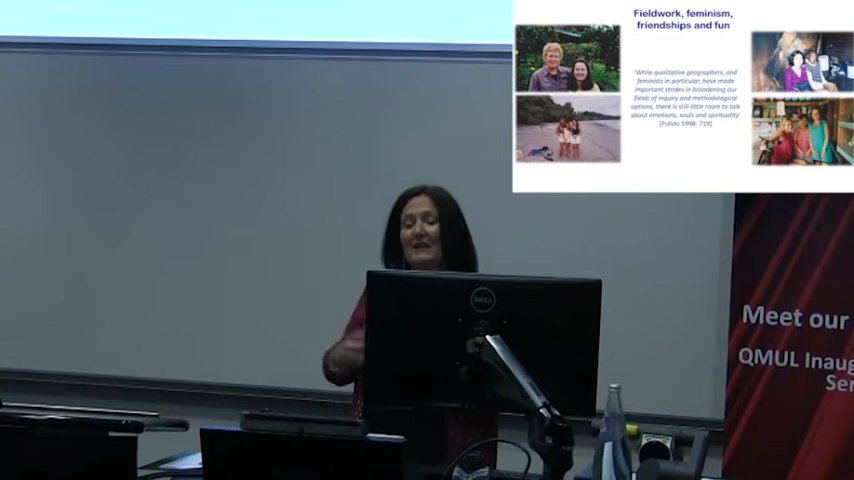 Fieldwork, feminism,
friendships and fun
'While qualitative geographers, and
feminists in particular, have made
important strides in broadening our
fields of inquiry and methodological
options, there is still little room to talk
about emotions, souls and spirituality'
[Pulido 1998: 719]
DELL
Meet our
QMUL Inaug
Ser